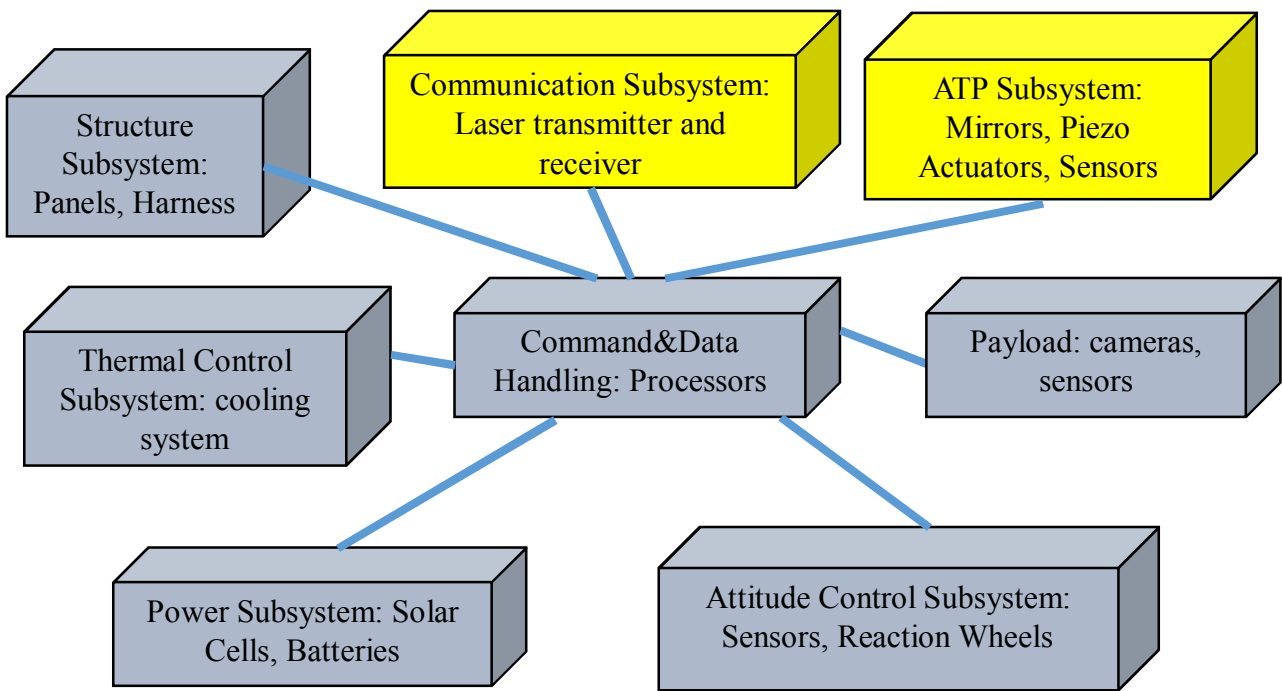 Structure
Subsystem:
Panels, Harness
Communication Subsystem:
Laser transmitter and
receiver
ATP Subsystem:
Mirrors, Piezo
Actuators, Sensors
Thermal Control
Subsystem: cooling
system
Command&Data
Handling: Processors
Payload: cameras,
sensors
Power Subsystem: Solar
Cells, Batteries
Attitude Control Subsystem:
Sensors, Reaction Wheels